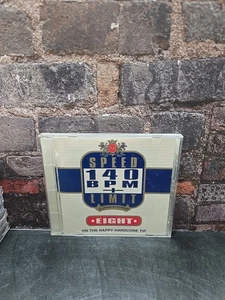 SPEED
140
BPM
+
LIMIT
•EIGHT•
ON THE HAPPY HARDCORE TIP